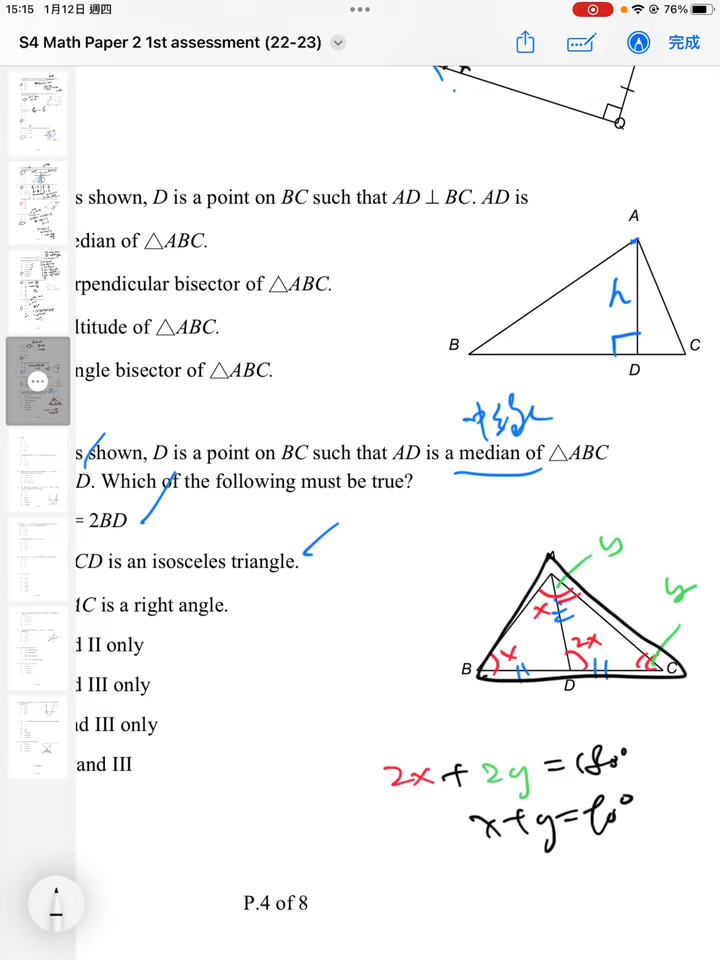 15:15 1月12日 週四
76%
S4 Math Paper 2 1st assessment (22-23)
完成
Q
s shown, D is a point on BC such that AD ⊥ BC. AD is
edian of △ABC.
rpendicular bisector of △ABC.
ltitude of △ABC.
ngle bisector of △ABC.
A
h
B
C
D
中線
s shown, D is a point on BC such that AD is a median of △ABC
D. Which of the following must be true?
= 2BD
CD is an isosceles triangle.
AC is a right angle.
d II only
d III only
nd III only
and III
y
y
x
x
2x
B
D
C
2x + 2y = 180°
x + y = 90°
P.4 of 8